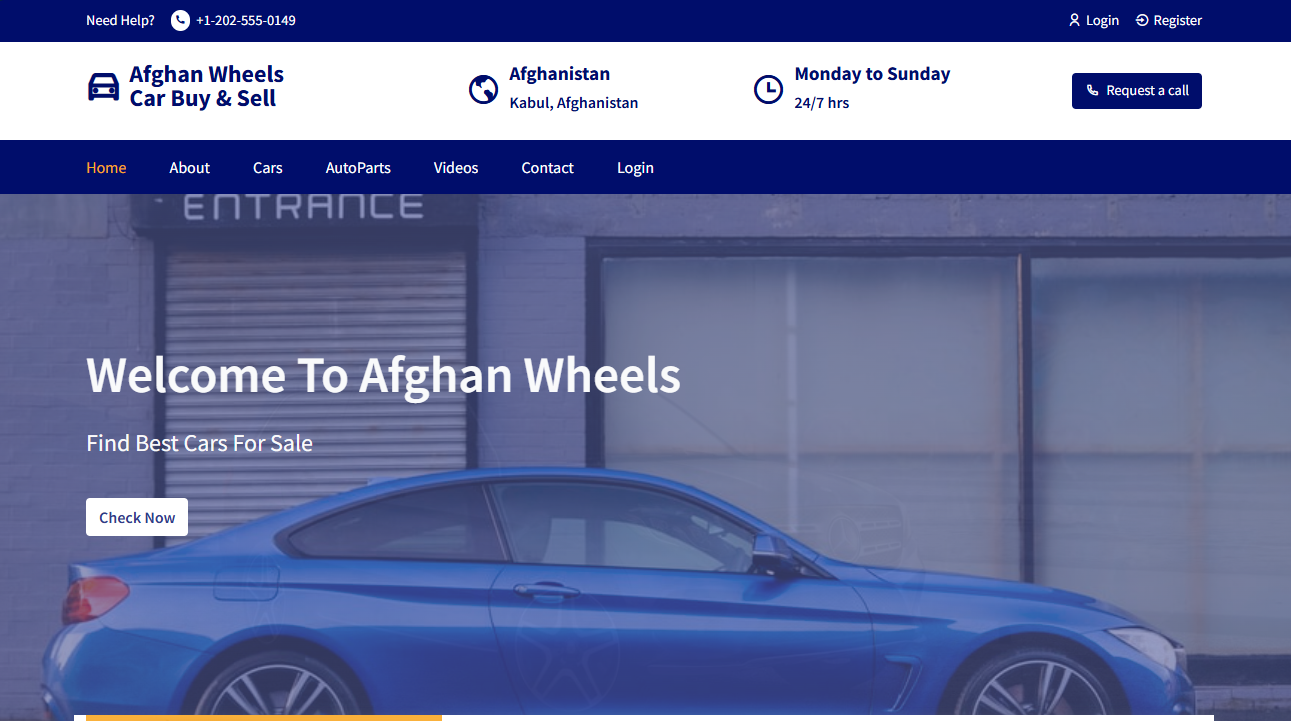 Need Help? +1-202-555-0149 Login Register
Afghan Wheels
Car Buy & Sell
Afghanistan
Kabul, Afghanistan
Monday to Sunday
24/7 hrs
Request a call
Home About Cars AutoParts Videos Contact Login
ENTRANCE
Welcome To Afghan Wheels
Find Best Cars For Sale
Check Now